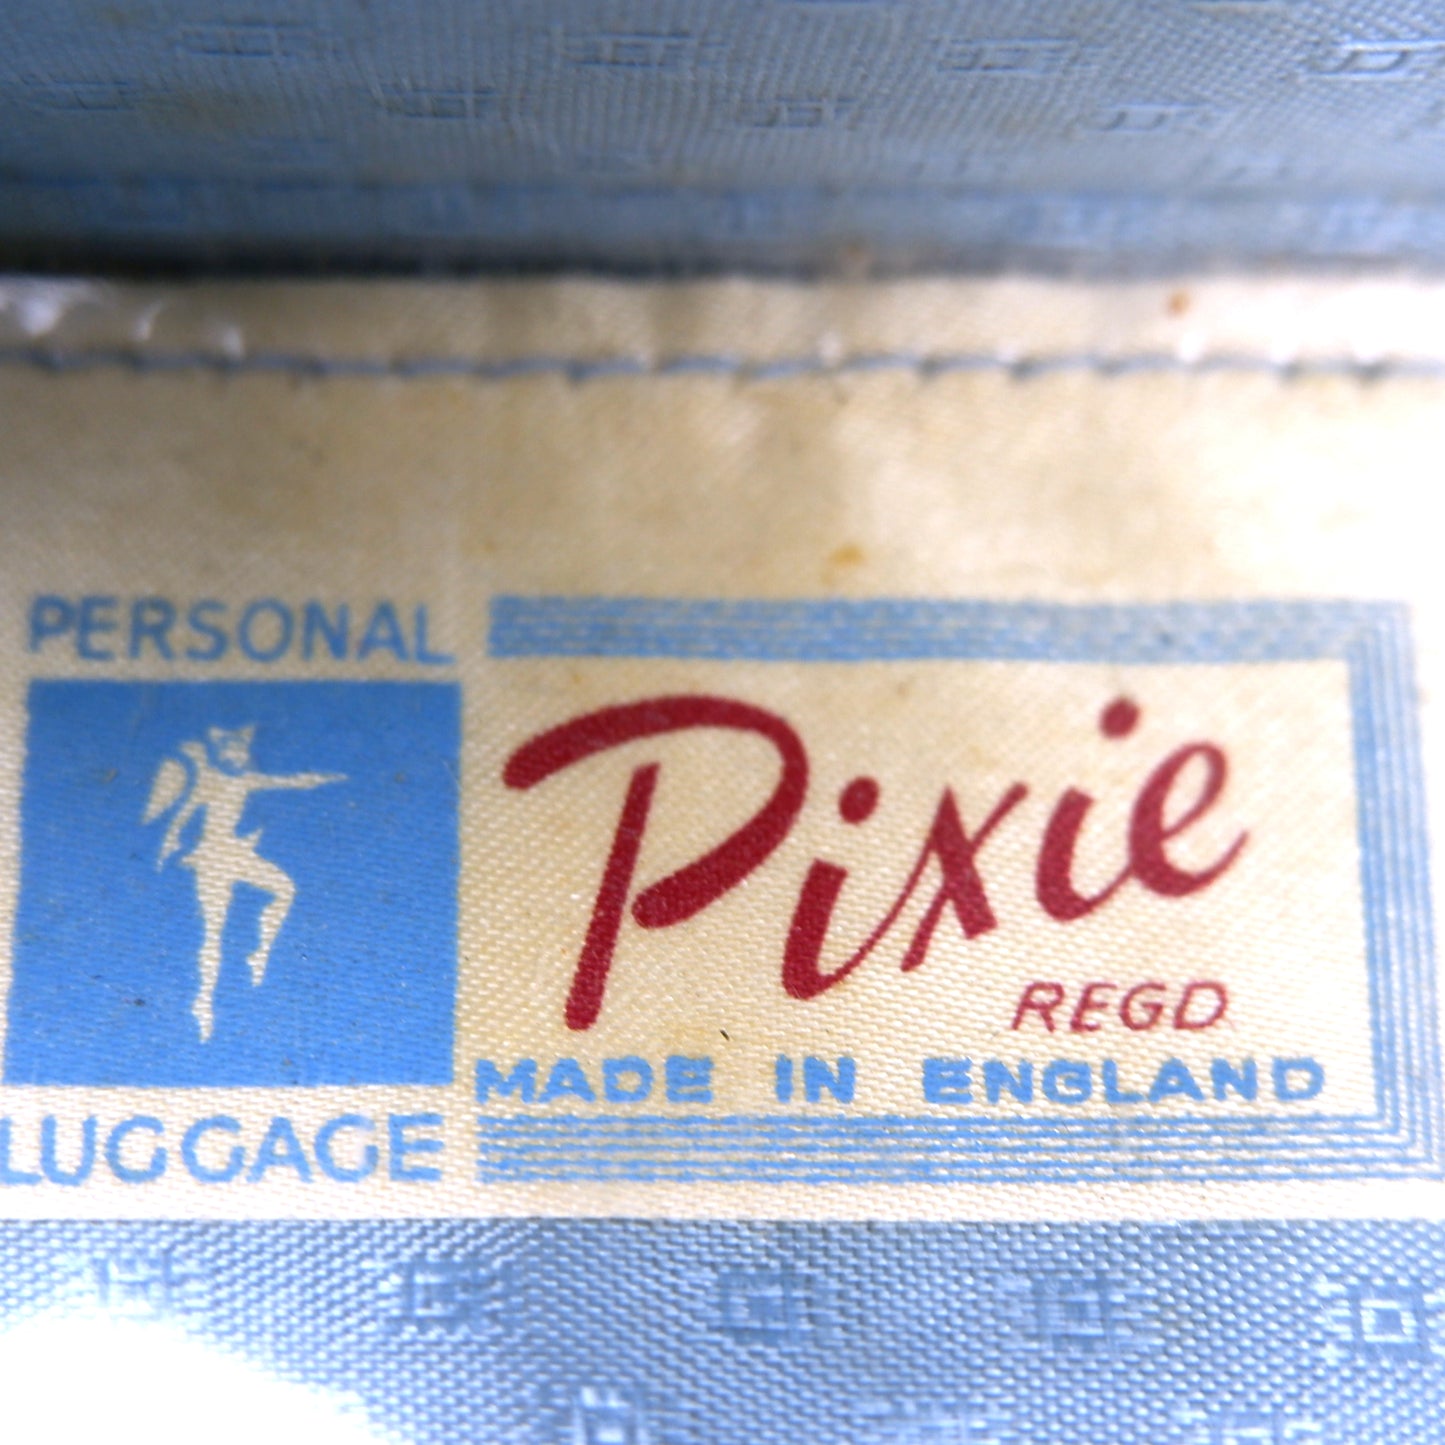 PERSONAL
LUGGAGE
Pixie
REGD
MADE IN ENGLAND